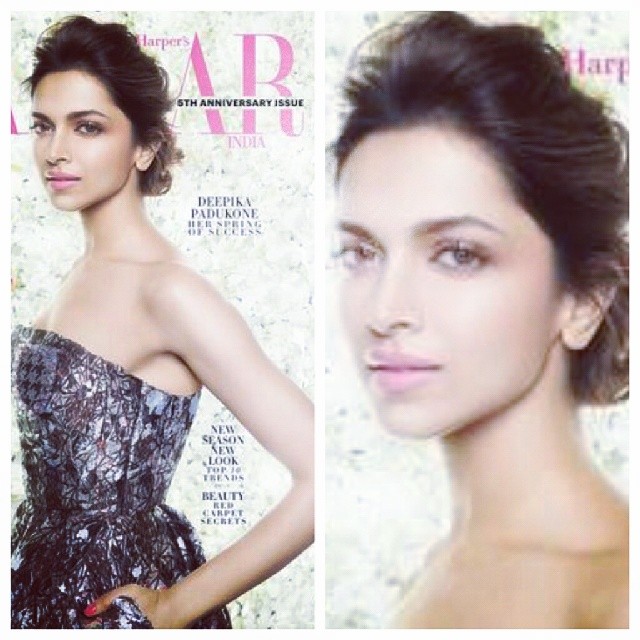 Harper's
AR
5TH ANNIVERSARY ISSUE
INDIA
DEEPIKA
PADUKONE
HER SPRING
OF SUCCESS
NEW
SEASON
NEW
LOOK
TOP 10
TRENDS
BEAUTY
RED
CARPET
SECRETS
Harp